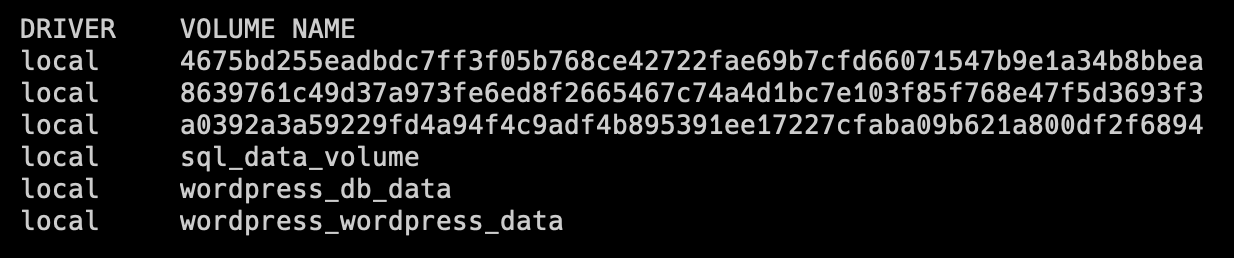 DRIVER    VOLUME NAME
local     4675bd255eadbdc7ff3f05b768ce42722fae69b7cfd66071547b9e1a34b8bbea
local     8639761c49d37a973fe6ed8f2665467c74a4d1bc7e103f85f768e47f5d3693f3
local     a0392a3a59229fd4a94f4c9adf4b895391ee17227cfaba09b621a800df2f6894
local     sql_data_volume
local     wordpress_db_data
local     wordpress_wordpress_data